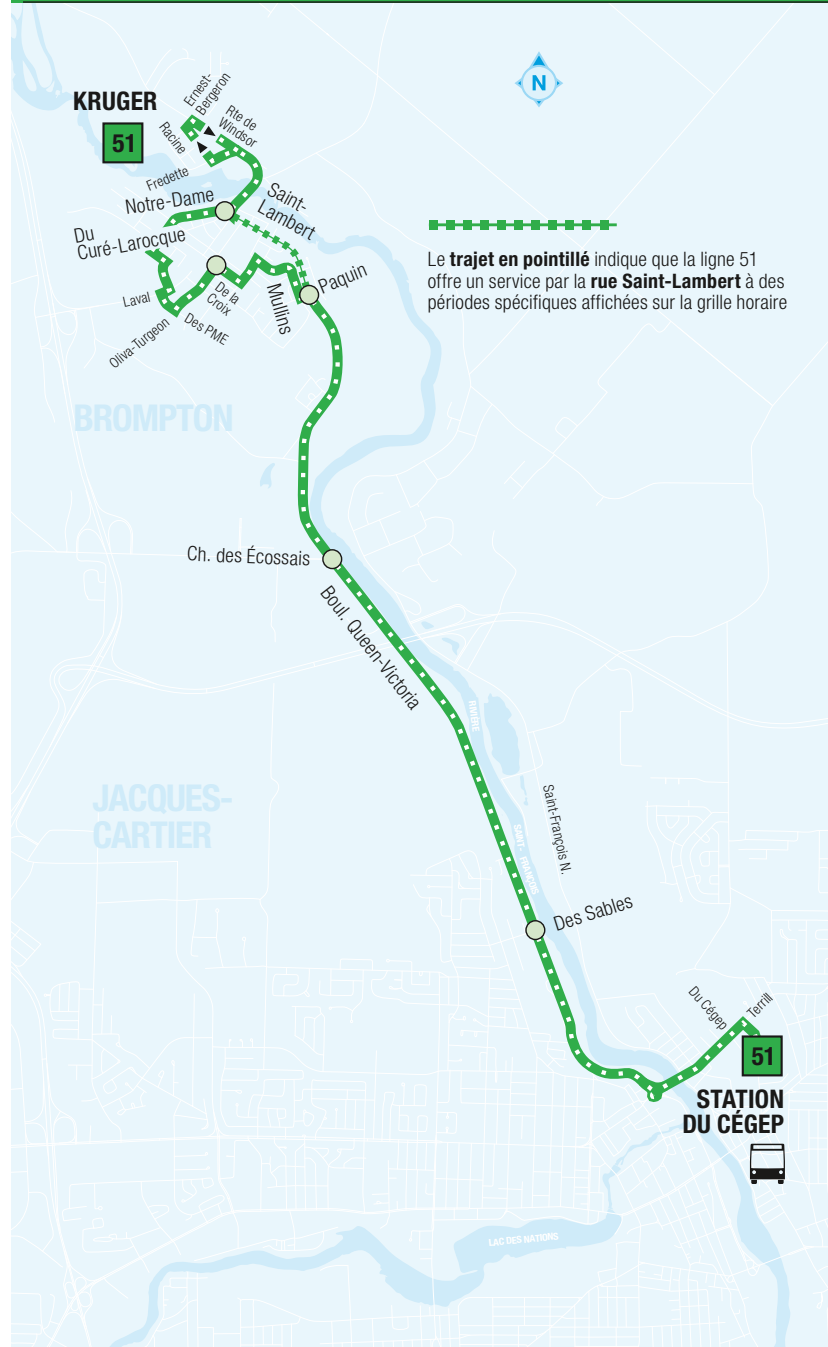 N
KRUGER
51
Ernest-
Bergeron
Rte de
Windsor
Racine
Fredette
Notre-Dame
Saint-
Lambert
Du
Curé-Larocque
Laval
Oliva-Turgeon
Des PME
De la
Croix
Mullins
Paquin
Le trajet en pointillé indique que la ligne 51
offre un service par la rue Saint-Lambert à des
périodes spécifiques affichées sur la grille horaire
BROMPTON
Ch. des Écossais
Boul. Queen-Victoria
RIVIÈRE
SAINT- FRANÇOIS
JACQUES-
CARTIER
Saint-François N.
Des Sables
Du Cégep
Terrill
51
STATION
DU CÉGEP
LAC DES NATIONS